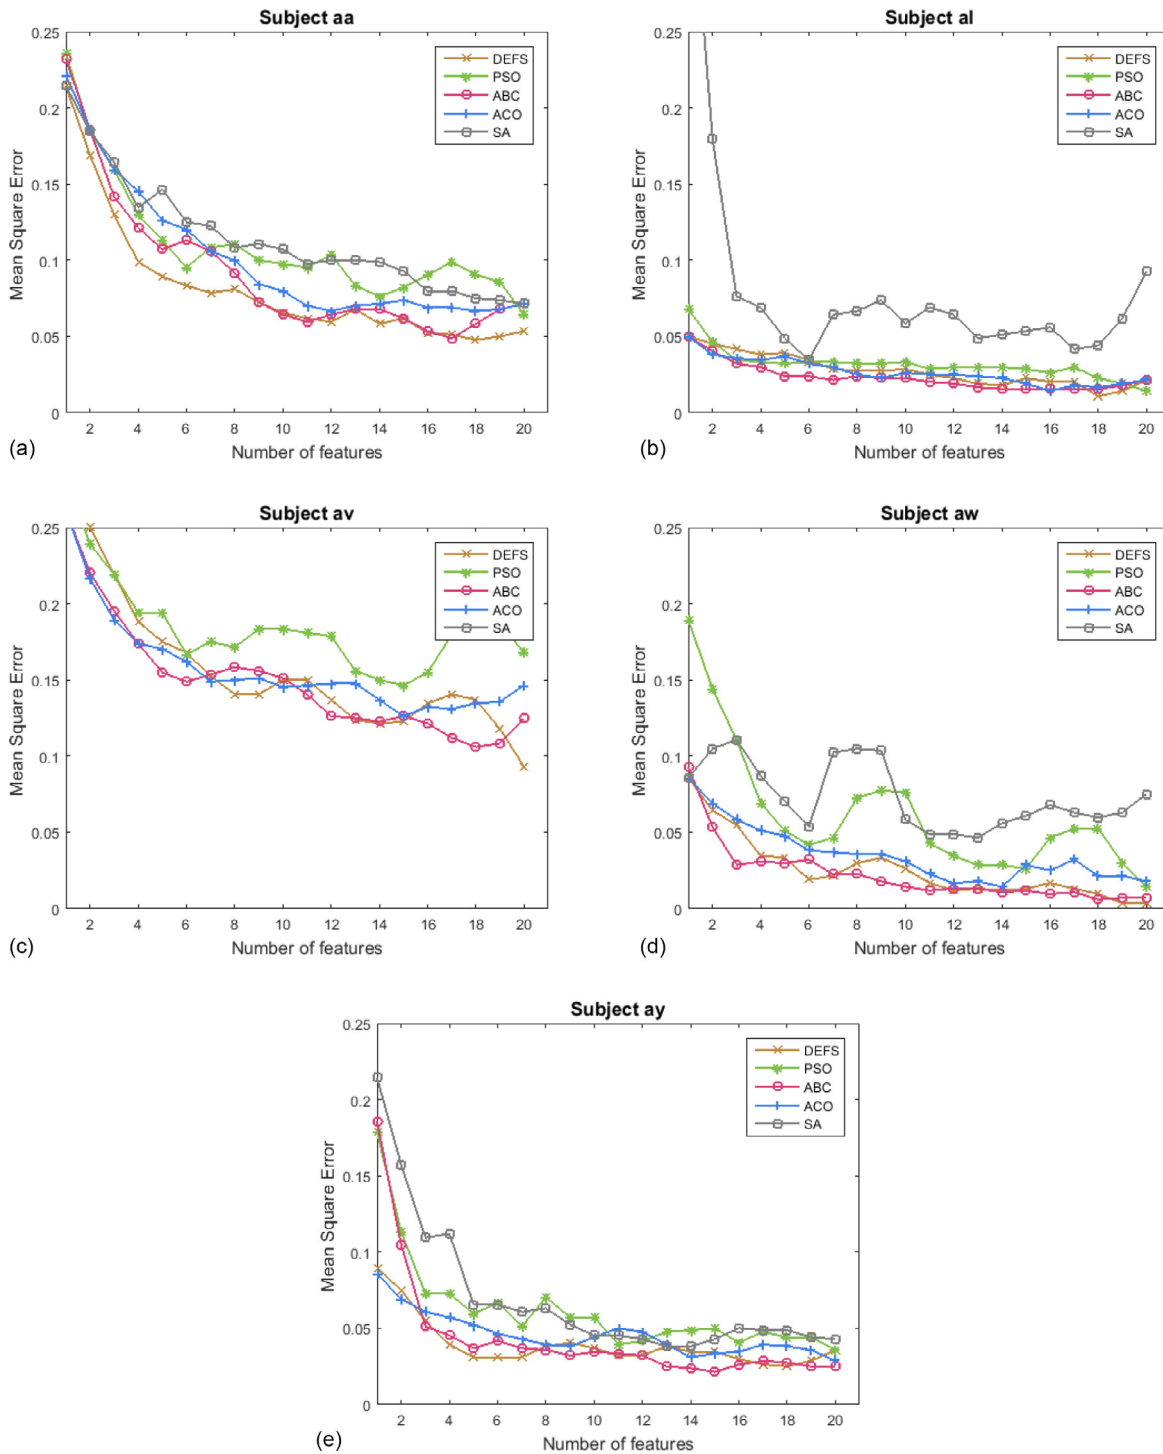 Subject aa
0.25
0.2
0.15
0.1
0.05
0
Mean Square Error
DEFS
PSO
ABC
ACO
SA
2 4 6 8 10 12 14 16 18 20
Number of features
(a)
Subject al
0.25
0.2
0.15
0.1
0.05
0
Mean Square Error
DEFS
PSO
ABC
ACO
SA
2 4 6 8 10 12 14 16 18 20
Number of features
(b)
Subject av
0.25
0.2
0.15
0.1
0.05
0
Mean Square Error
DEFS
PSO
ABC
ACO
SA
2 4 6 8 10 12 14 16 18 20
Number of features
(c)
Subject aw
0.25
0.2
0.15
0.1
0.05
0
Mean Square Error
DEFS
PSO
ABC
ACO
SA
2 4 6 8 10 12 14 16 18 20
Number of features
(d)
Subject ay
0.25
0.2
0.15
0.1
0.05
0
Mean Square Error
DEFS
PSO
ABC
ACO
SA
2 4 6 8 10 12 14 16 18 20
Number of features
(e)